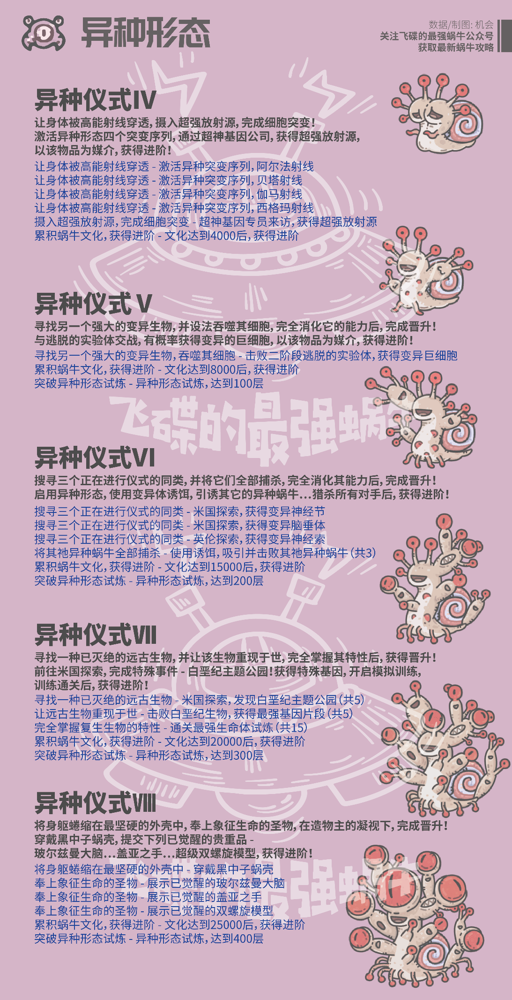 异种形态
数据/制图: 机会
关注飞碟的最强蜗牛公众号
获取最新蜗牛攻略
异种仪式IV
让身体被高能射线穿透, 摄入超强放射源, 完成细胞突变!
激活异种形态四个突变序列, 通过超神基因公司, 获得超强放射源,
以该物品为媒介, 获得进阶!
让身体被高能射线穿透 - 激活异种突变序列, 阿尔法射线
让身体被高能射线穿透 - 激活异种突变序列, 贝塔射线
让身体被高能射线穿透 - 激活异种突变序列, 伽马射线
让身体被高能射线穿透 - 激活异种突变序列, 西格玛射线
摄入超强放射源, 完成细胞突变 - 超神基因专员来访, 获得超强放射源
累积蜗牛文化, 获得进阶 - 文化达到4000后, 获得进阶
异种仪式 V
寻找另一个强大的变异生物, 并设法吞噬其细胞, 完全消化它的能力后, 完成晋升!
与逃脱的实验体交战, 有概率获得变异的巨细胞, 以该物品为媒介, 获得进阶!
寻找另一个强大的变异生物, 吞噬其细胞 - 击败二阶段逃脱的实验体, 获得变异巨细胞
累积蜗牛文化, 获得进阶 - 文化达到8000后, 获得进阶
突破异种形态试炼 - 异种形态试炼, 达到100层
飞碟的最强蜗牛
异种仪式VI
搜寻三个正在进行仪式的同类, 并将它们全部捕杀, 完全消化其能力后, 完成晋升!
启用异种形态, 使用变异体诱饵, 引诱其它的异种蜗牛...猎杀所有对手后, 获得进阶!
搜寻三个正在进行仪式的同类 - 米国探索, 获得变异神经节
搜寻三个正在进行仪式的同类 - 米国探索, 获得变异脑垂体
搜寻三个正在进行仪式的同类 - 英伦探索, 获得变异神经索
将其祂异种蜗牛全部捕杀 - 使用诱饵, 吸引并击败其祂异种蜗牛(共3)
累积蜗牛文化, 获得进阶 - 文化达到15000后, 获得进阶
突破异种形态试炼 - 异种形态试炼, 达到200层
异种仪式VII
寻找一种已灭绝的远古生物, 并让该生物重现于世, 完全掌握其特性后, 获得晋升!
前往米国探索, 完成特殊事件 - 白垩纪主题公园!获得特殊基因, 开启模拟训练,
训练通关后, 获得进阶!
寻找一种已灭绝的远古生物 - 米国探索, 发现白垩纪主题公园(共5)
让远古生物重现于世 - 击败白垩纪生物, 获得最强基因片段(共5)
完全掌握复生生物的特性 - 通关最强生命体试炼(共15)
累积蜗牛文化, 获得进阶 - 文化达到20000后, 获得进阶
突破异种形态试炼 - 异种形态试炼, 达到300层
异种仪式VIII
将身躯蜷缩在最坚硬的外壳中, 奉上象征生命的圣物, 在造物主的凝视下, 完成晋升!
穿戴黑中子蜗壳, 提交下列已觉醒的贵重品 -
玻尔兹曼大脑...盖亚之手...超级双螺旋模型, 获得进阶!
将身躯蜷缩在最坚硬的外壳中 - 穿戴黑中子蜗壳
奉上象征生命的圣物 - 展示已觉醒的玻尔兹曼大脑
奉上象征生命的圣物 - 展示已觉醒的盖亚之手
奉上象征生命的圣物 - 展示已觉醒的双螺旋模型
累积蜗牛文化, 获得进阶 - 文化达到25000后, 获得进阶
突破异种形态试炼 - 异种形态试炼, 达到400层